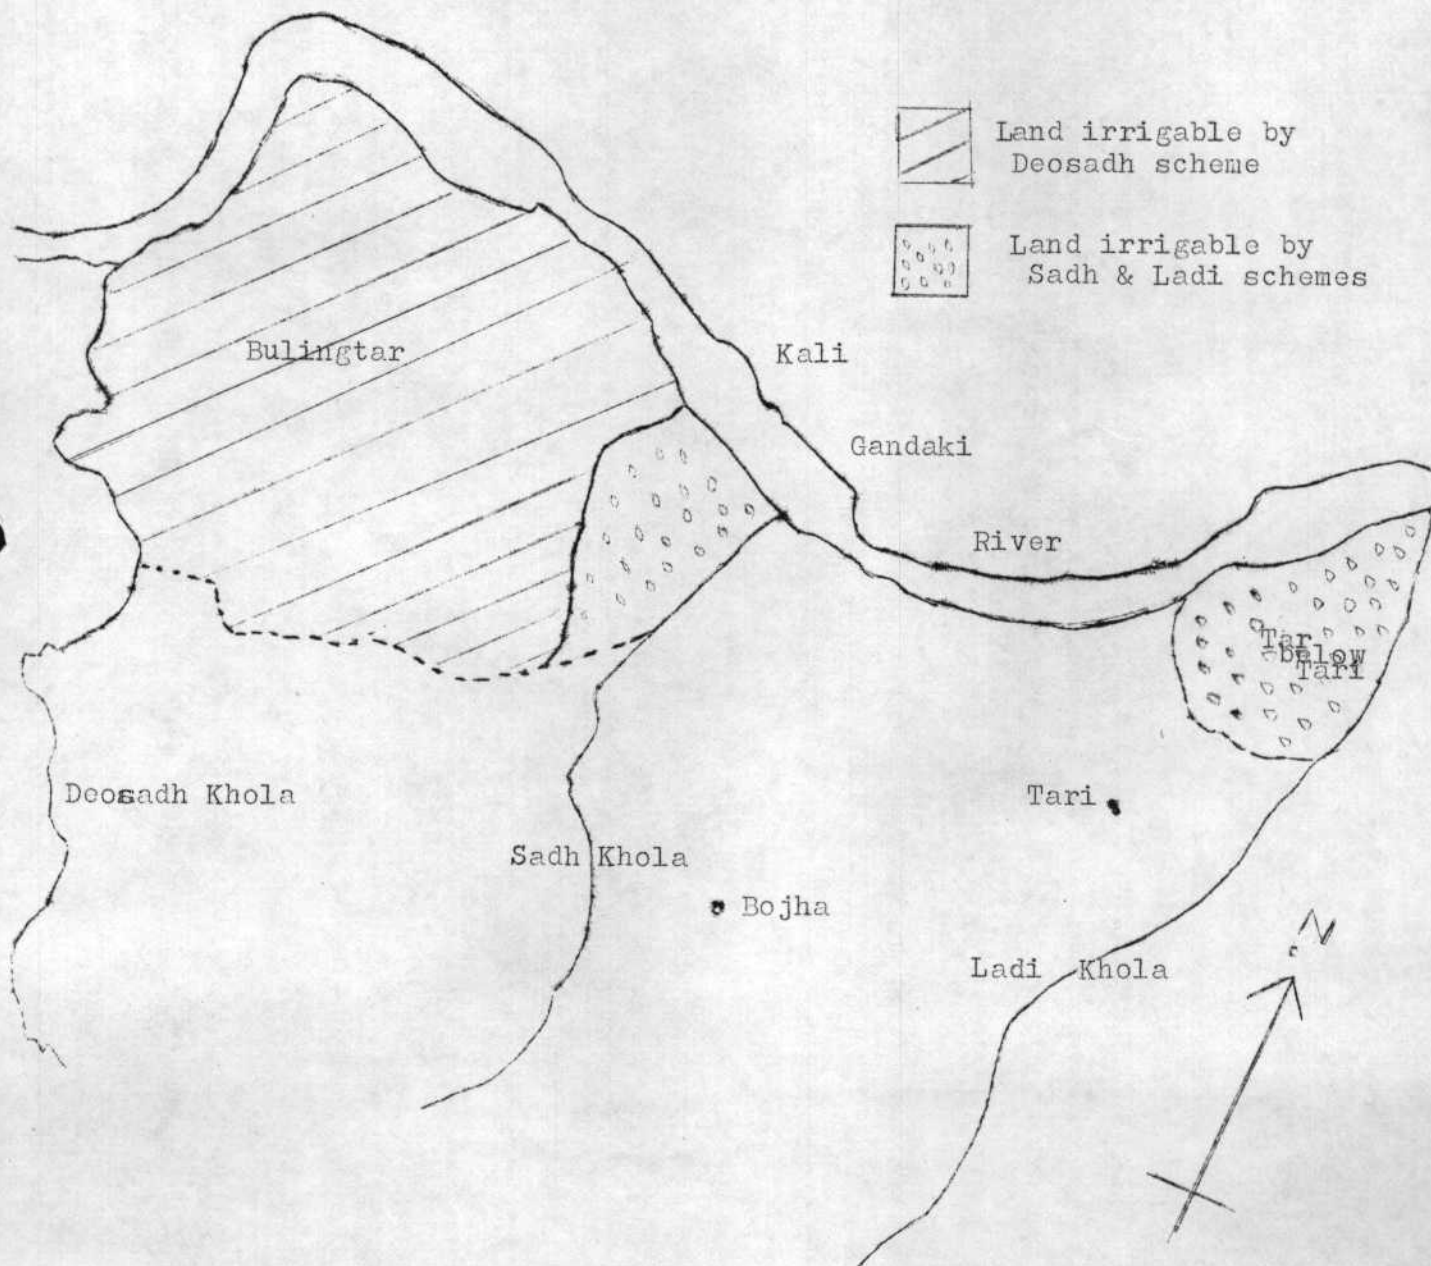 Land irrigable by
Deosadh scheme
Land irrigable by
Sadh & Ladi schemes
Bulingtar
Kali
Gandaki
River
Tar
below
Tari
Deosadh Khola
Tari
Sadh Khola
Bojha
Ladi Khola
N